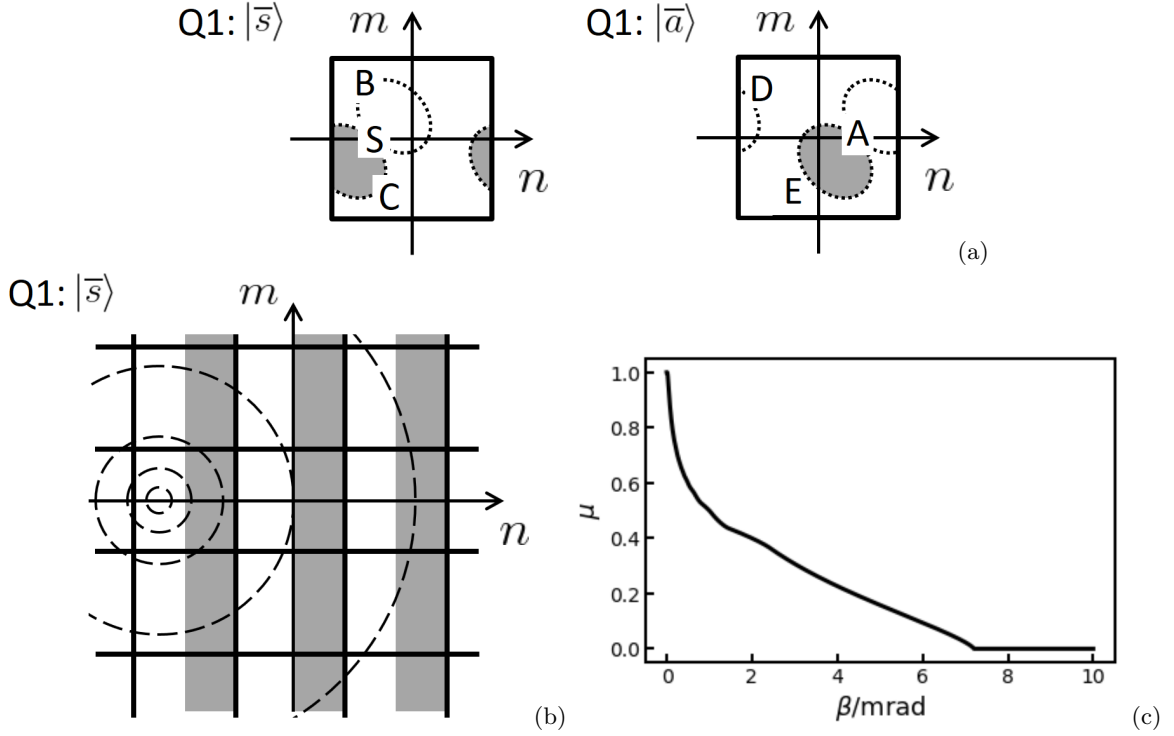 Q1: |s̅⟩
m
B
S
C
n
Q1: |a̅⟩
m
D
A
E
n
(a)
Q1: |s̅⟩
m
n
(b)
1.0
0.8
0.6
0.4
0.2
0.0
μ
0 2 4 6 8 10
β/mrad
(c)